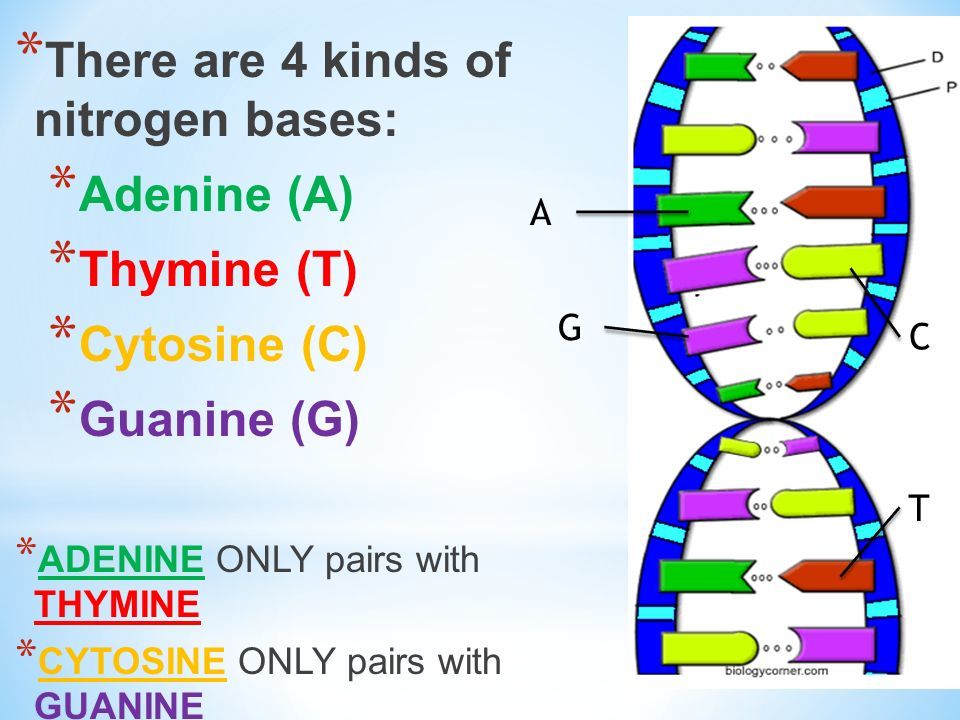 * There are 4 kinds of
nitrogen bases:
* Adenine (A)
* Thymine (T)
* Cytosine (C)
* Guanine (G)
* ADENINE ONLY pairs with
THYMINE
* CYTOSINE ONLY pairs with
GUANINE
D
P
A
G
C
T
biologycorner.com